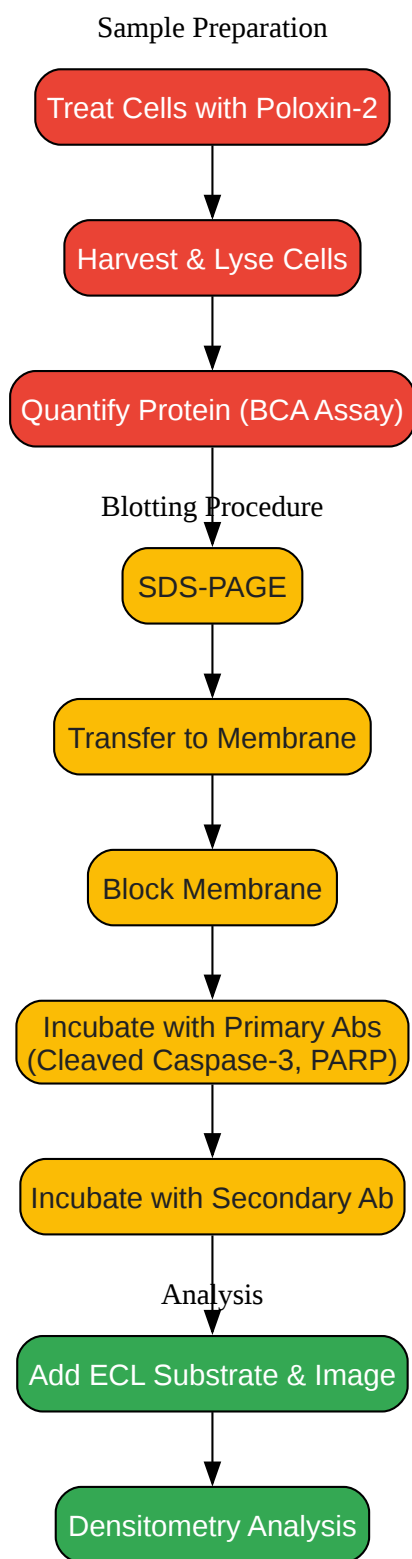 Sample Preparation
Treat Cells with Poloxin-2
Harvest & Lyse Cells
Quantify Protein (BCA Assay)
Blotting Procedure
SDS-PAGE
Transfer to Membrane
Block Membrane
Incubate with Primary Abs
(Cleaved Caspase-3, PARP)
Incubate with Secondary Ab
Analysis
Add ECL Substrate & Image
Densitometry Analysis